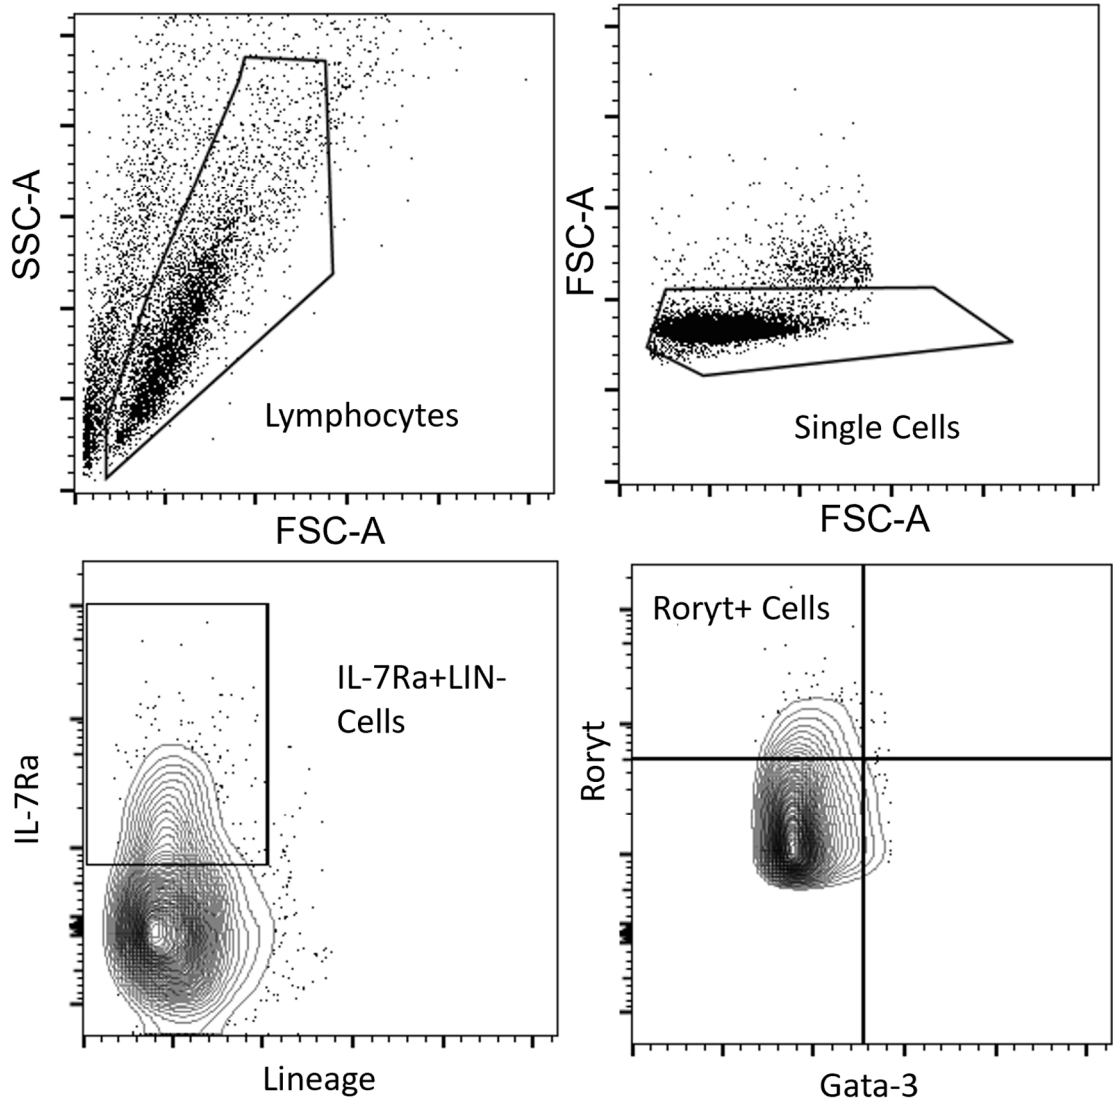 SSC-A
Lymphocytes
FSC-A
FSC-A
Single Cells
FSC-A
IL-7Ra
IL-7Ra+LIN-
Cells
Lineage
Roryt
Roryt+ Cells
Gata-3